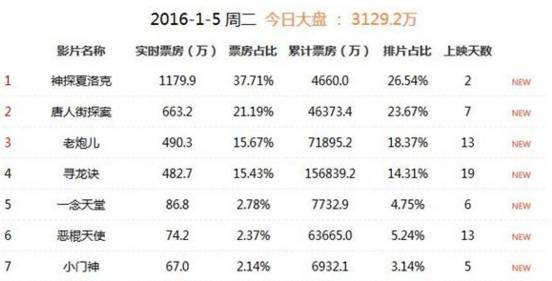 2016-1-5 周二 今日大盘 ： 3129.2万
影片名称 实时票房（万） 票房占比 累计票房（万） 排片占比 上映天数
1 神探夏洛克 1179.9 37.71% 4660.0 26.54% 2 NEW
2 唐人街探案 663.2 21.19% 46373.4 23.67% 7 NEW
3 老炮儿 490.3 15.67% 71895.2 18.37% 13 NEW
4 寻龙诀 482.7 15.43% 156839.2 14.31% 19 NEW
5 一念天堂 86.8 2.78% 7732.9 4.75% 6 NEW
6 恶棍天使 74.2 2.37% 63665.0 5.24% 13 NEW
7 小门神 67.0 2.14% 6932.1 3.14% 5 NEW